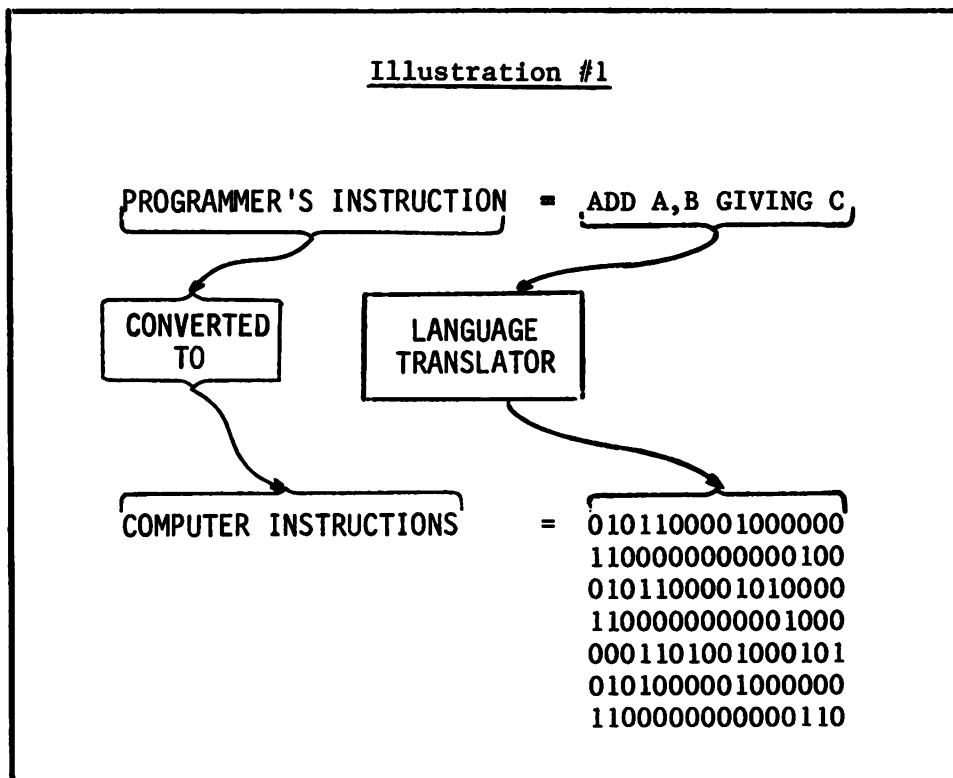 Illustration #1
PROGRAMMER'S INSTRUCTION = ADD A,B GIVING C
CONVERTED
TO
LANGUAGE
TRANSLATOR
COMPUTER INSTRUCTIONS = 0101100001000000
1100000000000100
0101100001010000
1100000000001000
0001101001000101
0101000001000000
1100000000000110